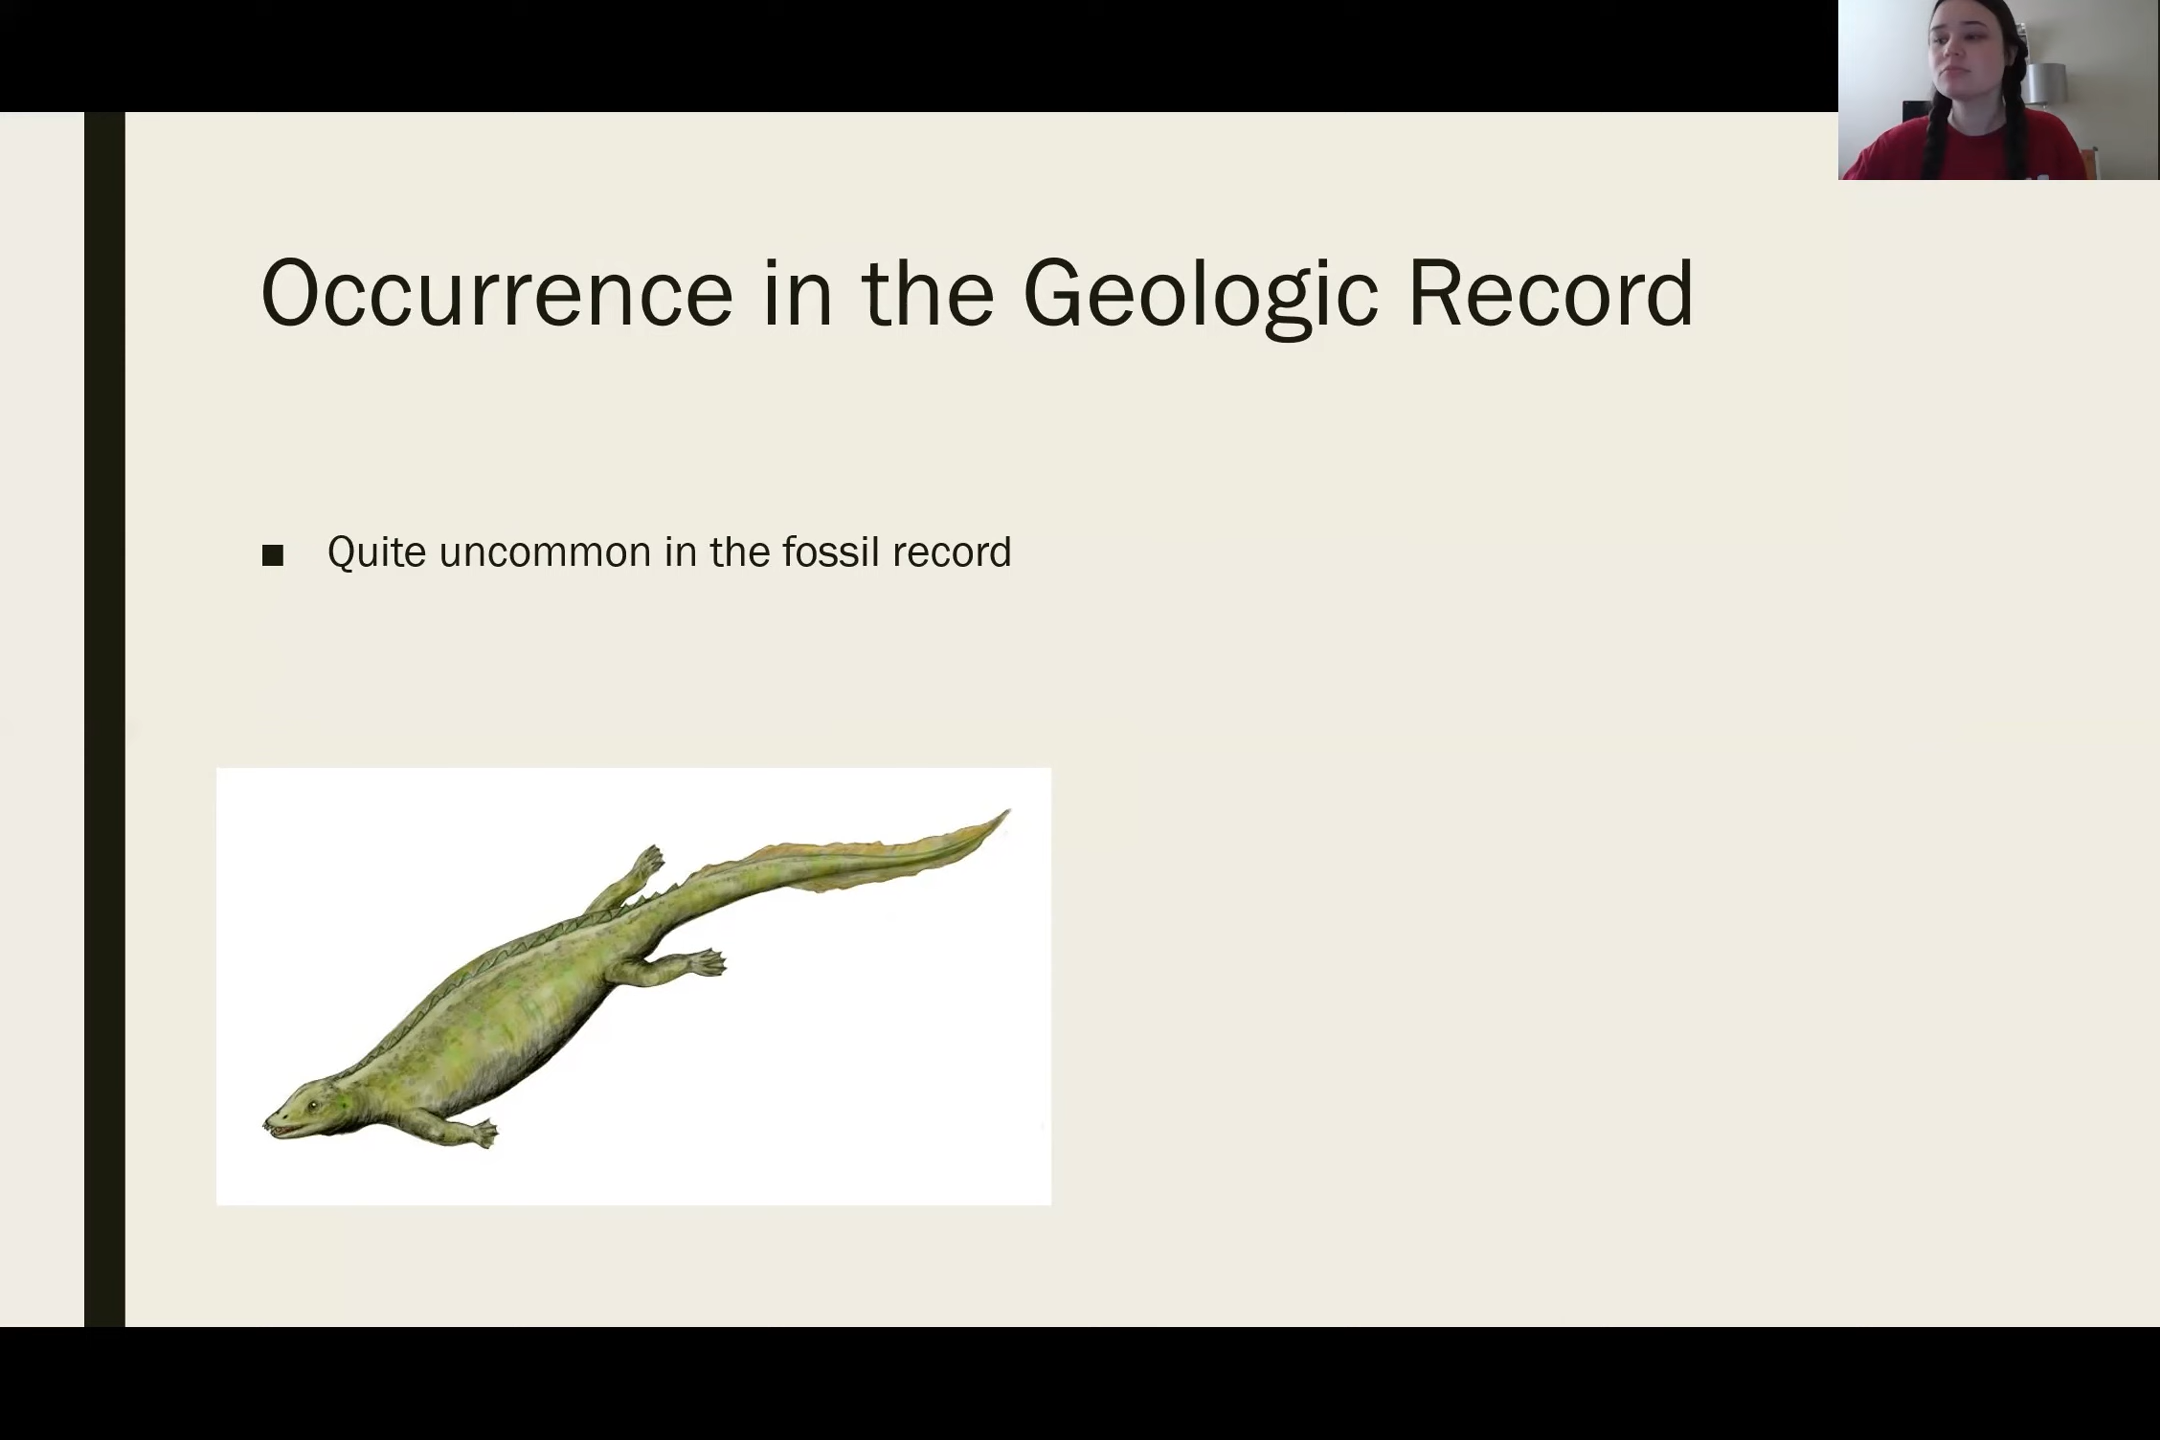 Occurrence in the Geologic Record
■ Quite uncommon in the fossil record